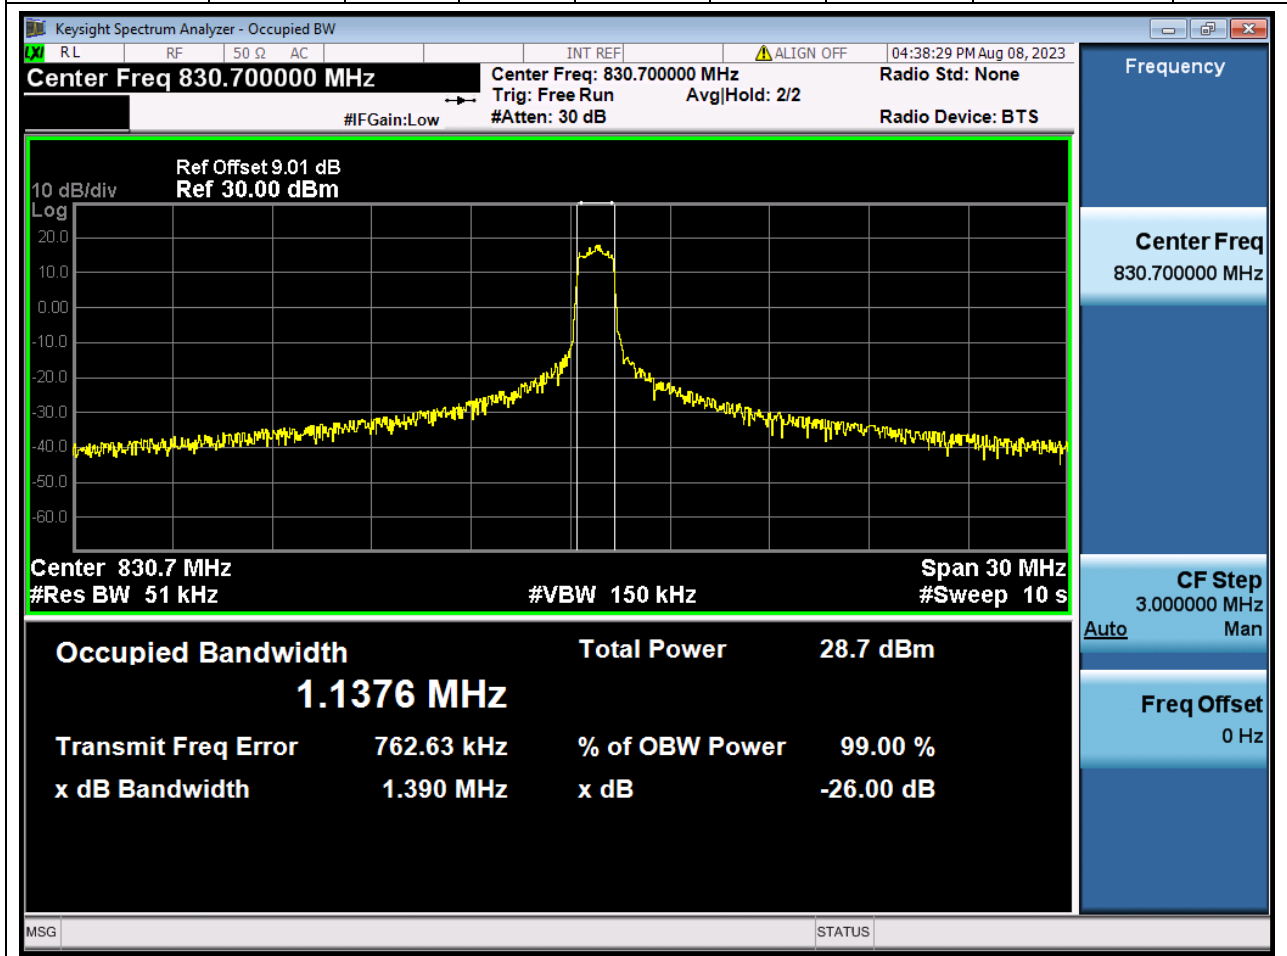 Keysight Spectrum Analyzer - Occupied BW
LXI RL RF 50 Ω AC INT REF ALIGN OFF 04:38:29 PM Aug 08, 2023
Center Freq 830.700000 MHz
Center Freq: 830.700000 MHz
Radio Std: None
Trig: Free Run Avg|Hold: 2/2
#IFGain:Low
#Atten: 30 dB
Radio Device: BTS
Ref Offset 9.01 dB
10 dB/div Ref 30.00 dBm
Log
20.0
10.0
0.00
-10.0
-20.0
-30.0
-40.0
-50.0
-60.0
Center 830.7 MHz Span 30 MHz
#Res BW 51 kHz #VBW 150 kHz #Sweep 10 s
Occupied Bandwidth Total Power 28.7 dBm
1.1376 MHz
Transmit Freq Error 762.63 kHz % of OBW Power 99.00 %
x dB Bandwidth 1.390 MHz x dB -26.00 dB
Frequency
Center Freq
830.700000 MHz
CF Step
3.000000 MHz
Auto Man
Freq Offset
0 Hz
MSG STATUS